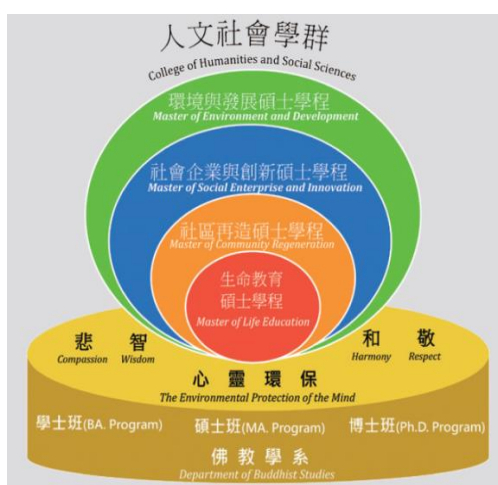 人文社會學群
College of Humanities and Social Sciences
環境與發展碩士學程
Master of Environment and Development
社會企業與創新碩士學程
Master of Social Enterprise and Innovation
社區再造碩士學程
Master of Community Regeneration
生命教育
碩士學程
Master of Life Education
悲 智 和 敬
Compassion Wisdom Harmony Respect
心靈環保
The Environmental Protection of the Mind
學士班(BA. Program) 碩士班(MA. Program) 博士班(Ph.D. Program)
佛教學系
Department of Buddhist Studies